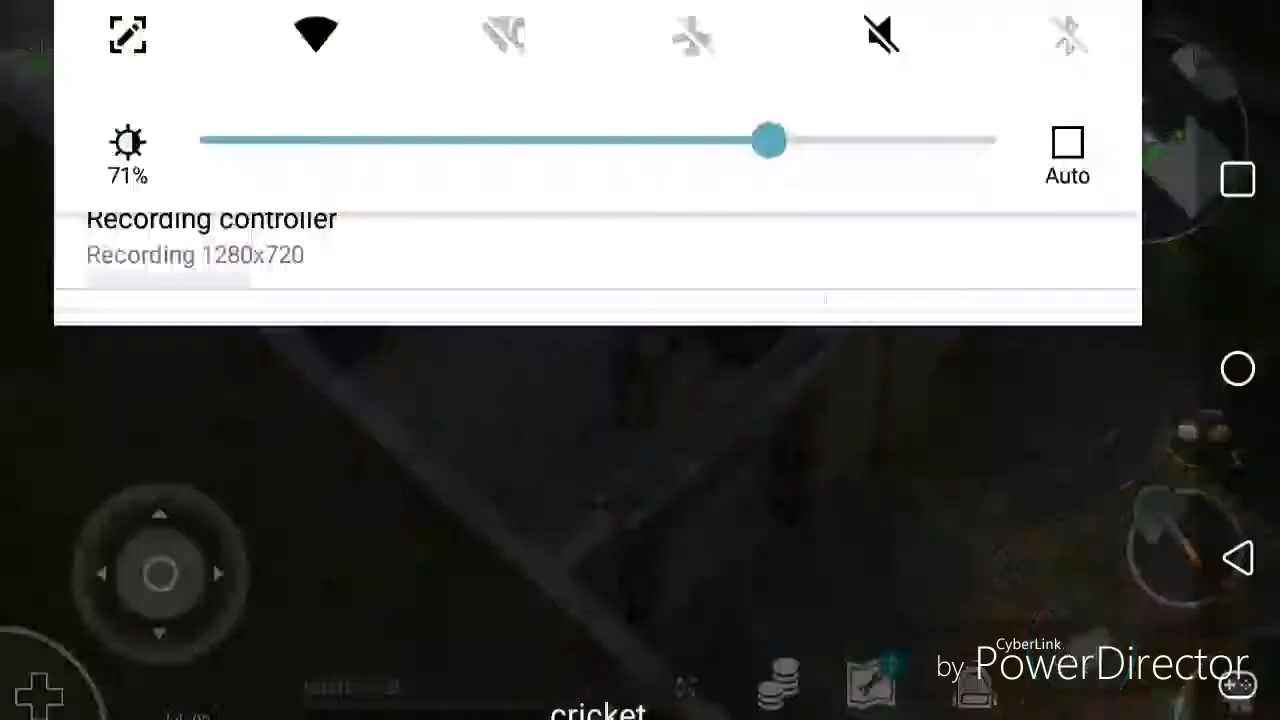 71%
Auto
Recording controller
Recording 1280x720
CyberLink
by PowerDirector
cricket